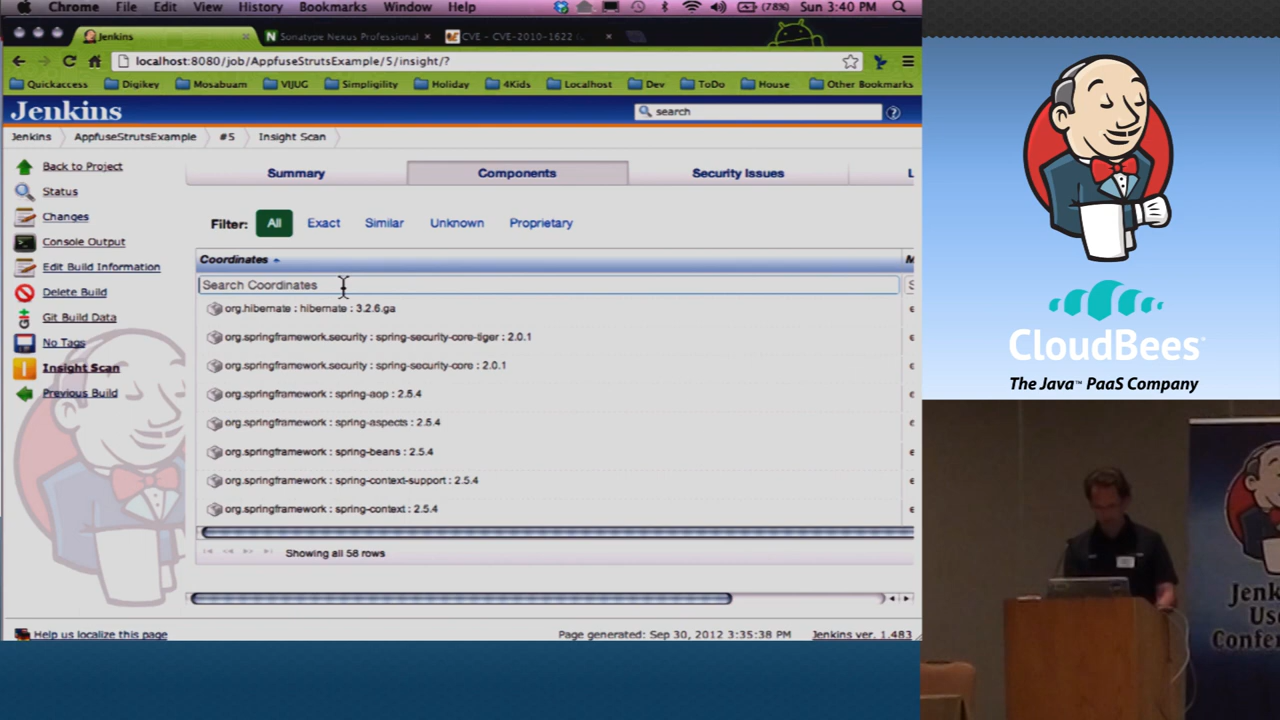 Chrome File Edit View History Bookmarks Window Help (78%) Sun 3:40 PM
Jenkins Sonatype Nexus Professional CVE - CVE-2010-1622
localhost:8080/job/AppfuseStrutsExample/5/insight/?
Quickaccess Digikey Mosabuam VIJUG Simpligility Holiday 4Kids Localhost Dev ToDo House Other Bookmarks
Jenkins search
Jenkins AppfuseStrutsExample #5 Insight Scan
Back to Project
Status
Changes
Console Output
Edit Build Information
Delete Build
Git Build Data
No Tags
Insight Scan
Previous Build
Summary Components Security Issues L
Filter: All Exact Similar Unknown Proprietary
Coordinates M
Search Coordinates S
org.hibernate : hibernate : 3.2.6.ga e
org.springframework.security : spring-security-core-tiger : 2.0.1 e
org.springframework.security : spring-security-core : 2.0.1 e
org.springframework : spring-aop : 2.5.4 e
org.springframework : spring-aspects : 2.5.4 e
org.springframework : spring-beans : 2.5.4 e
org.springframework : spring-context-support : 2.5.4 e
org.springframework : spring-context : 2.5.4 e
Showing all 58 rows
Help us localize this page Page generated: Sep 30, 2012 3:35:38 PM Jenkins ver. 1.483
CloudBees
The Java™ PaaS Company
Jenk
Us
Confe